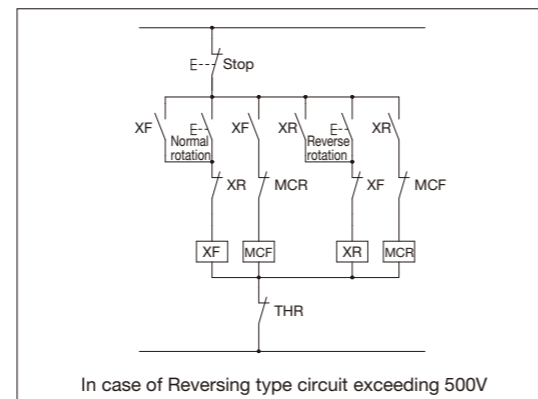 E Stop
XF E XF XR E XR
Normal rotation Reverse rotation
XR MCR XF MCF
XF MCF XR MCR
THR
In case of Reversing type circuit exceeding 500V